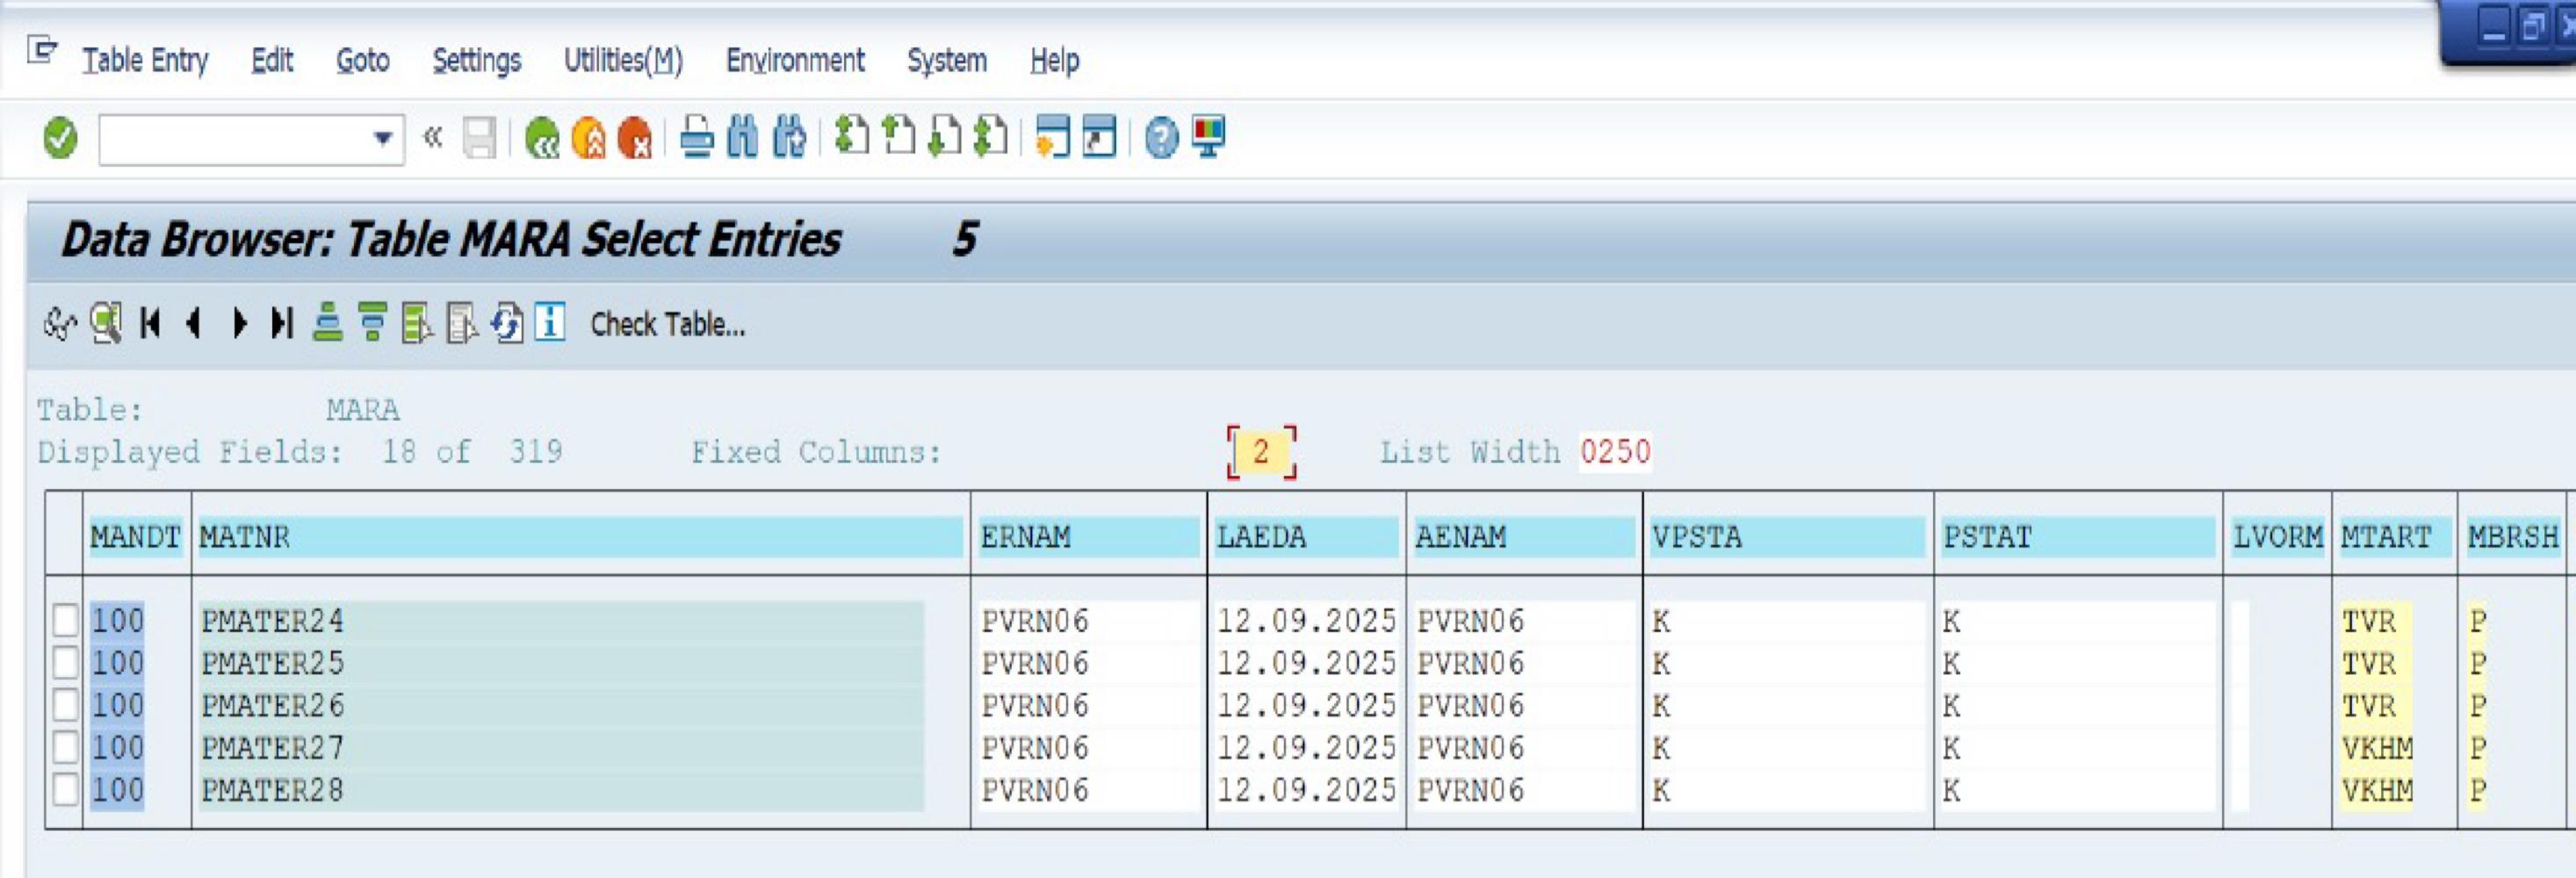 Table Entry Edit Goto Settings Utilities(M) Environment System Help
Data Browser: Table MARA Select Entries 5
Check Table...
Table: MARA
Displayed Fields: 18 of 319 Fixed Columns: 2 List Width 0250
MANDT MATNR ERNAM LAEDA AENAM VPSTA PSTAT LVORM MTART MBRSH
100 PMATER24 PVRN06 12.09.2025 PVRN06 K K TVR P
100 PMATER25 PVRN06 12.09.2025 PVRN06 K K TVR P
100 PMATER26 PVRN06 12.09.2025 PVRN06 K K TVR P
100 PMATER27 PVRN06 12.09.2025 PVRN06 K K VKHM P
100 PMATER28 PVRN06 12.09.2025 PVRN06 K K VKHM P